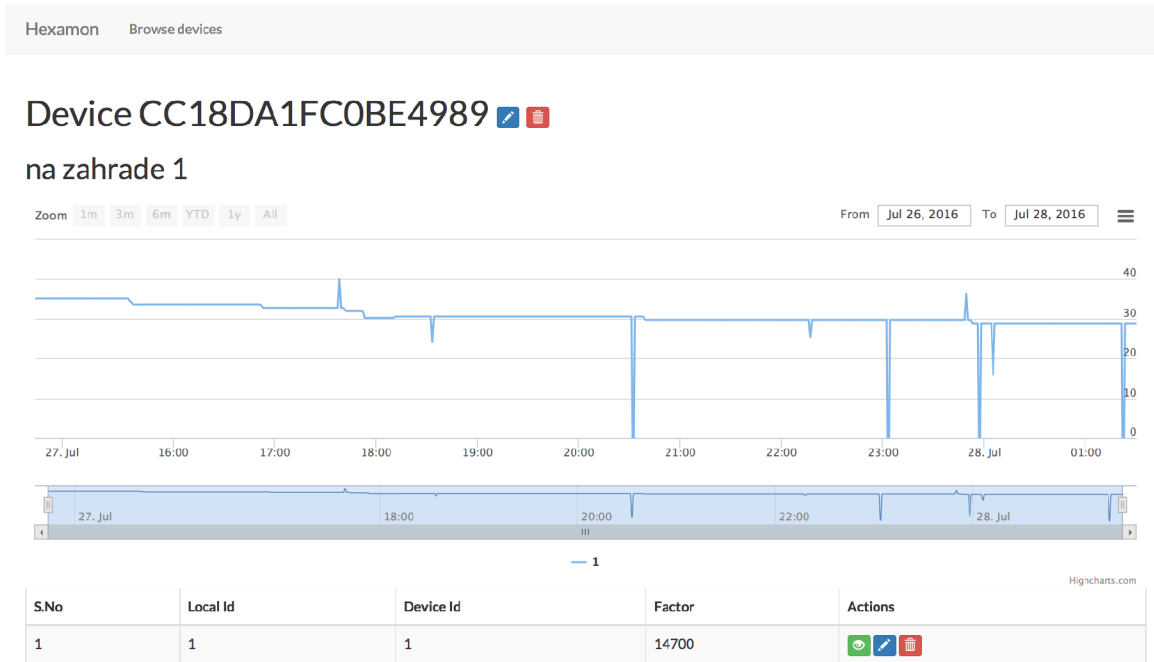 Hexamon Browse devices
Device CC18DA1FC0BE4989
na zahrade 1
Zoom 1m 3m 6m YTD 1y All From Jul 26, 2016 To Jul 28, 2016
40
30
20
10
0
27. Jul 16:00 17:00 18:00 19:00 20:00 21:00 22:00 23:00 28. Jul 01:00
27. Jul 18:00 20:00 22:00 28. Jul
1
Highcharts.com
S.No Local Id Device Id Factor Actions
1 1 1 14700